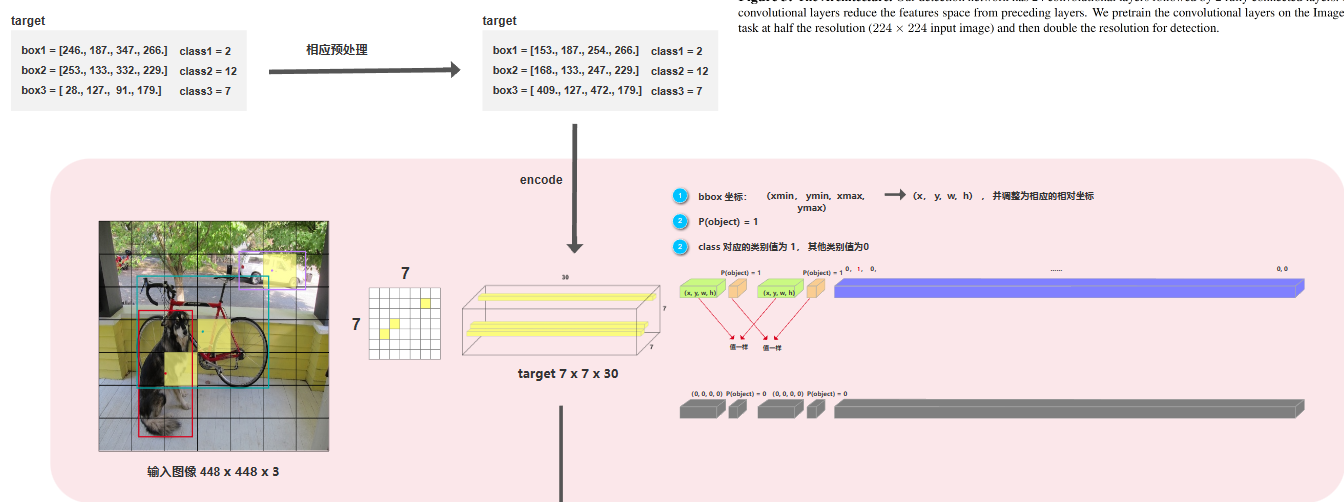 convolutional layers reduce the features space from preceding layers. We pretrain the convolutional layers on the Image
task at half the resolution (224 × 224 input image) and then double the resolution for detection.
target
box1 = [246., 187., 347., 266.] class1 = 2
box2 = [253., 133., 332., 229.] class2 = 12
box3 = [ 28., 127., 91., 179.] class3 = 7
相应预处理
target
box1 = [153., 187., 254., 266.] class1 = 2
box2 = [168., 133., 247., 229.] class2 = 12
box3 = [ 409., 127., 472., 179.] class3 = 7
encode
1 bbox 坐标： （xmin， ymin, xmax, ymax） （x， y, w, h） ，并调整为相应的相对坐标
2 P(object) = 1
2 class 对应的类别值为 1， 其他类别值为0
7
7
30
7
7
target 7 x 7 x 30
输入图像 448 x 448 x 3
P(object) = 1
P(object) = 1
0, 1, 0,
......
0, 0
(x, y, w, h)
(x, y, w, h)
值一样
值一样
(0, 0, 0, 0) P(object) = 0 (0, 0, 0, 0) P(object) = 0